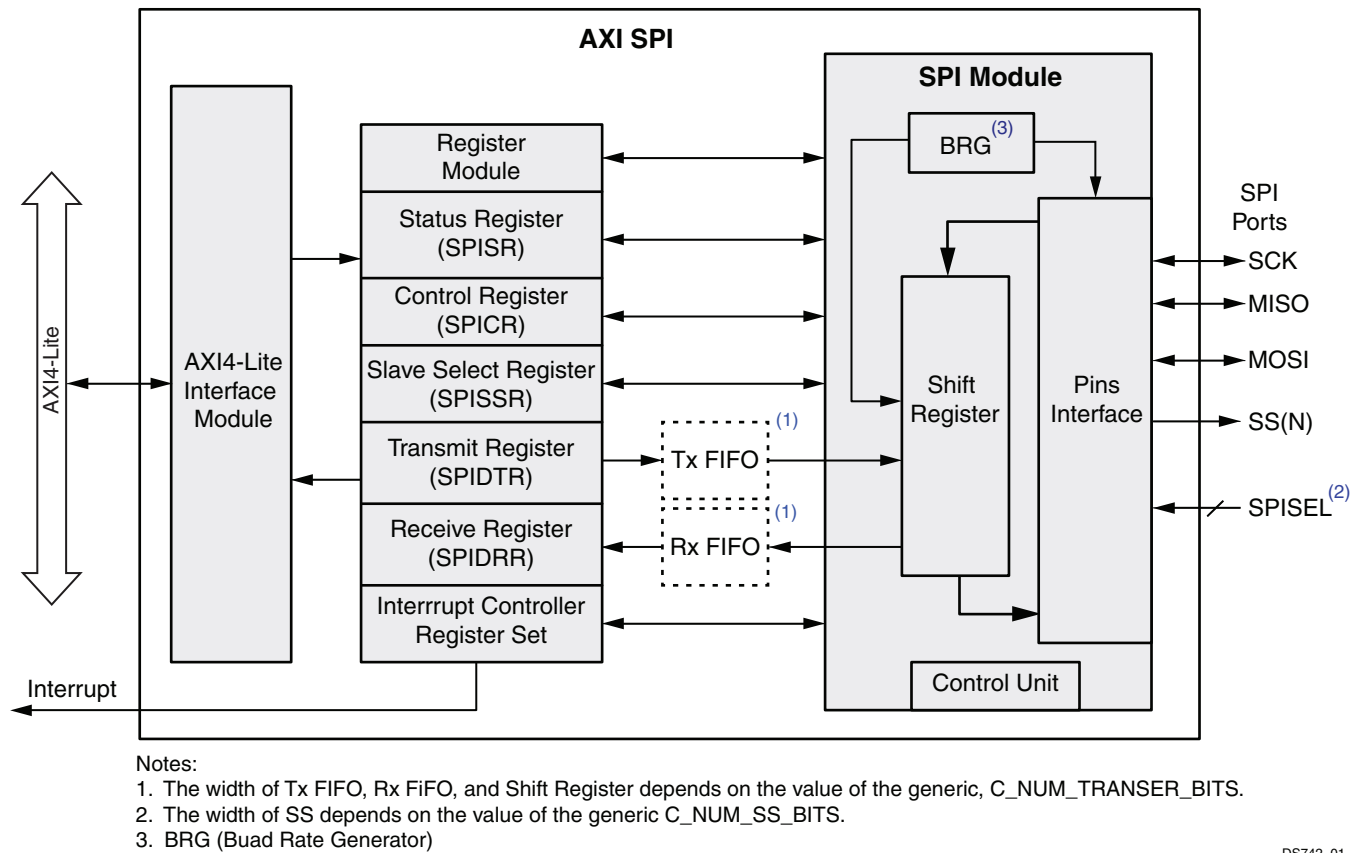 AXI SPI
SPI Module
BRG(3)
Register
Module
Status Register
(SPISR)
Control Register
(SPICR)
Slave Select Register
(SPISSR)
Transmit Register
(SPIDTR)
Receive Register
(SPIDRR)
Interrrupt Controller
Register Set
AXI4-Lite
AXI4-Lite
Interface
Module
Interrupt
(1)
Tx FIFO
(1)
Rx FIFO
Shift
Register
Pins
Interface
Control Unit
SPI
Ports
SCK
MISO
MOSI
SS(N)
SPISEL(2)
Notes:
1. The width of Tx FIFO, Rx FiFO, and Shift Register depends on the value of the generic, C_NUM_TRANSER_BITS.
2. The width of SS depends on the value of the generic C_NUM_SS_BITS.
3. BRG (Buad Rate Generator)